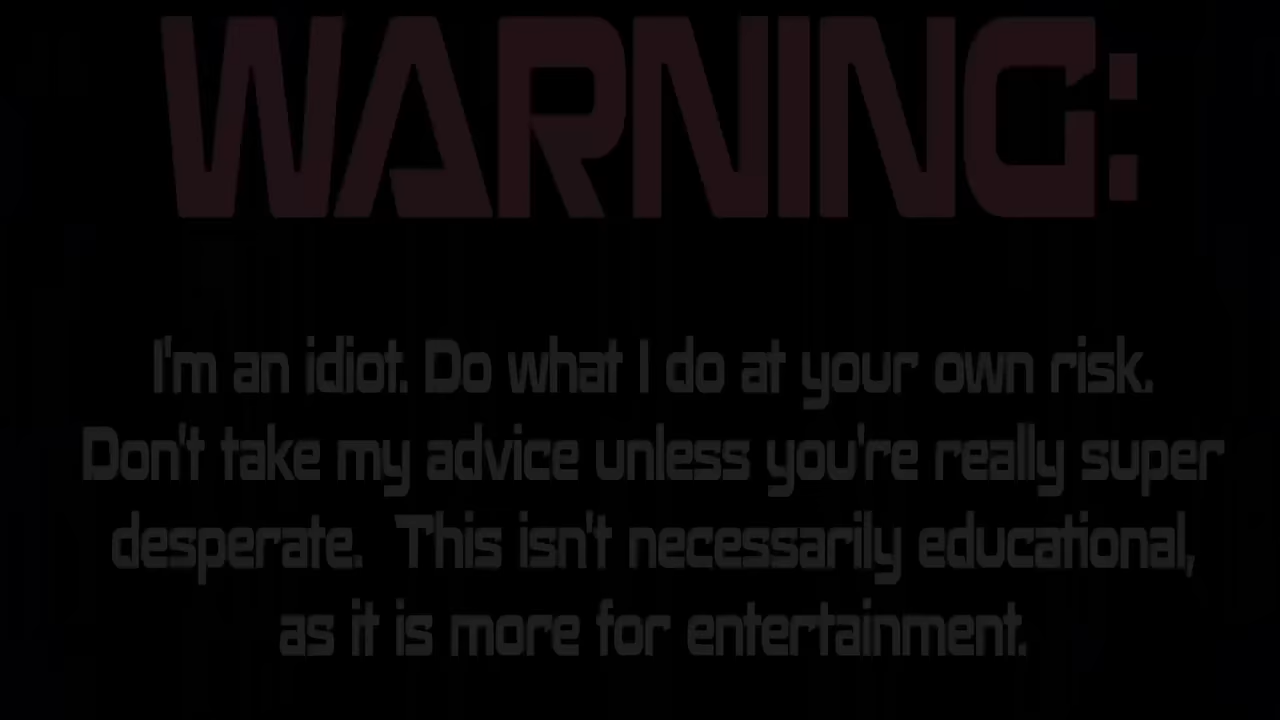 WARNING:
I'm an idiot. Do what I do at your own risk.
Don't take my advice unless you're really super
desperate.  This isn't necessarily educational,
as it is more for entertainment.